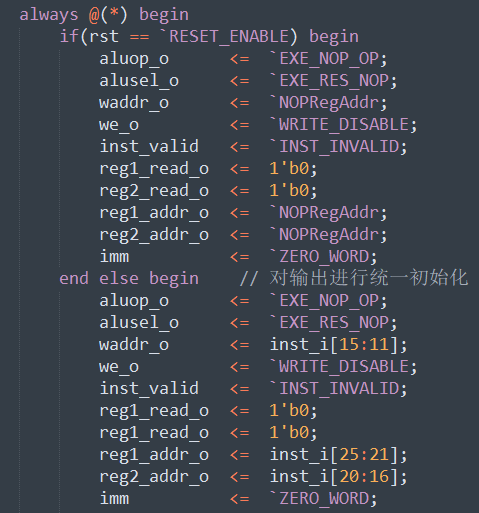 always @(*) begin
    if(rst == `RESET_ENABLE) begin
        aluop_o      <=  `EXE_NOP_OP;
        alusel_o     <=  `EXE_RES_NOP;
        waddr_o      <=  `NOPRegAddr;
        we_o         <=  `WRITE_DISABLE;
        inst_valid   <=  `INST_INVALID;
        reg1_read_o  <=  1'b0;
        reg2_read_o  <=  1'b0;
        reg1_addr_o  <=  `NOPRegAddr;
        reg2_addr_o  <=  `NOPRegAddr;
        imm          <=  `ZERO_WORD;
    end else begin    // 对输出进行统一初始化
        aluop_o      <=  `EXE_NOP_OP;
        alusel_o     <=  `EXE_RES_NOP;
        waddr_o      <=  inst_i[15:11];
        we_o         <=  `WRITE_DISABLE;
        inst_valid   <=  `INST_INVALID;
        reg1_read_o  <=  1'b0;
        reg1_read_o  <=  1'b0;
        reg1_addr_o  <=  inst_i[25:21];
        reg2_addr_o  <=  inst_i[20:16];
        imm          <=  `ZERO_WORD;